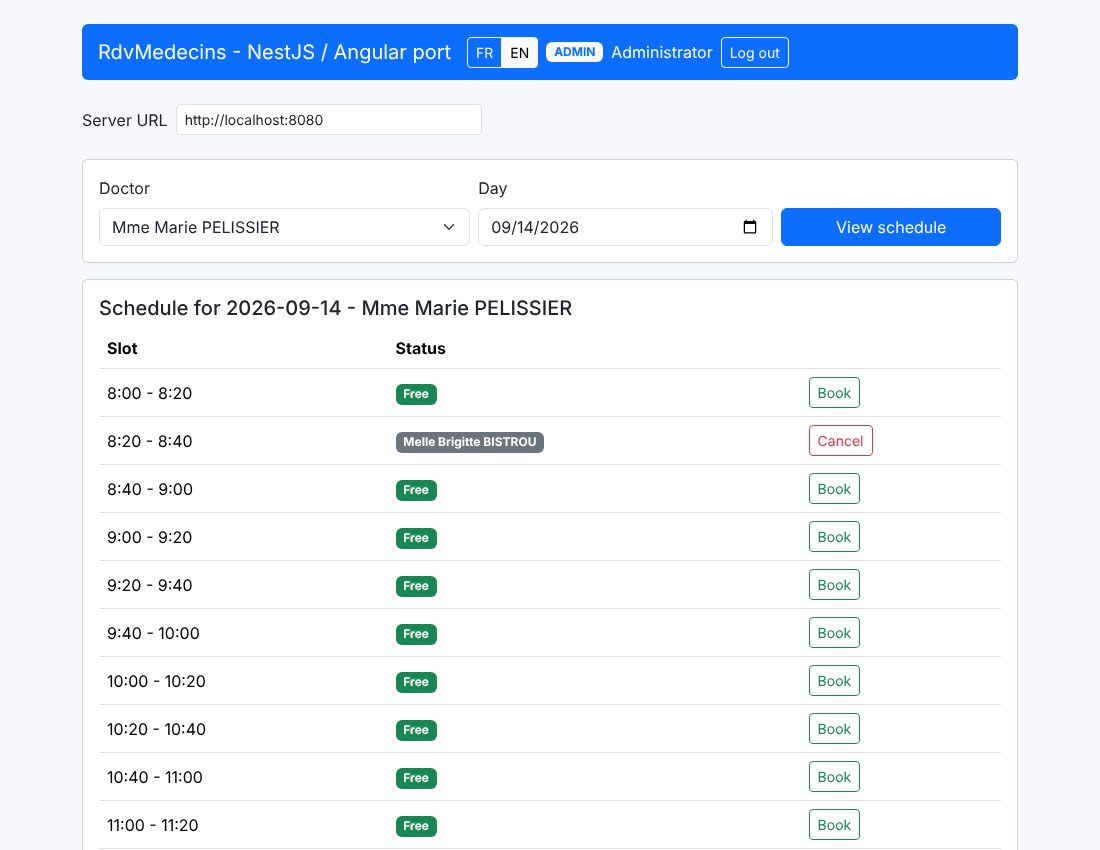 RdvMedecins - NestJS / Angular port FR EN ADMIN Administrator Log out
Server URL http://localhost:8080
Doctor Day
Mme Marie PELISSIER 09/14/2026 View schedule
Schedule for 2026-09-14 - Mme Marie PELISSIER
Slot Status
8:00 - 8:20 Free Book
8:20 - 8:40 Melle Brigitte BISTROU Cancel
8:40 - 9:00 Free Book
9:00 - 9:20 Free Book
9:20 - 9:40 Free Book
9:40 - 10:00 Free Book
10:00 - 10:20 Free Book
10:20 - 10:40 Free Book
10:40 - 11:00 Free Book
11:00 - 11:20 Free Book